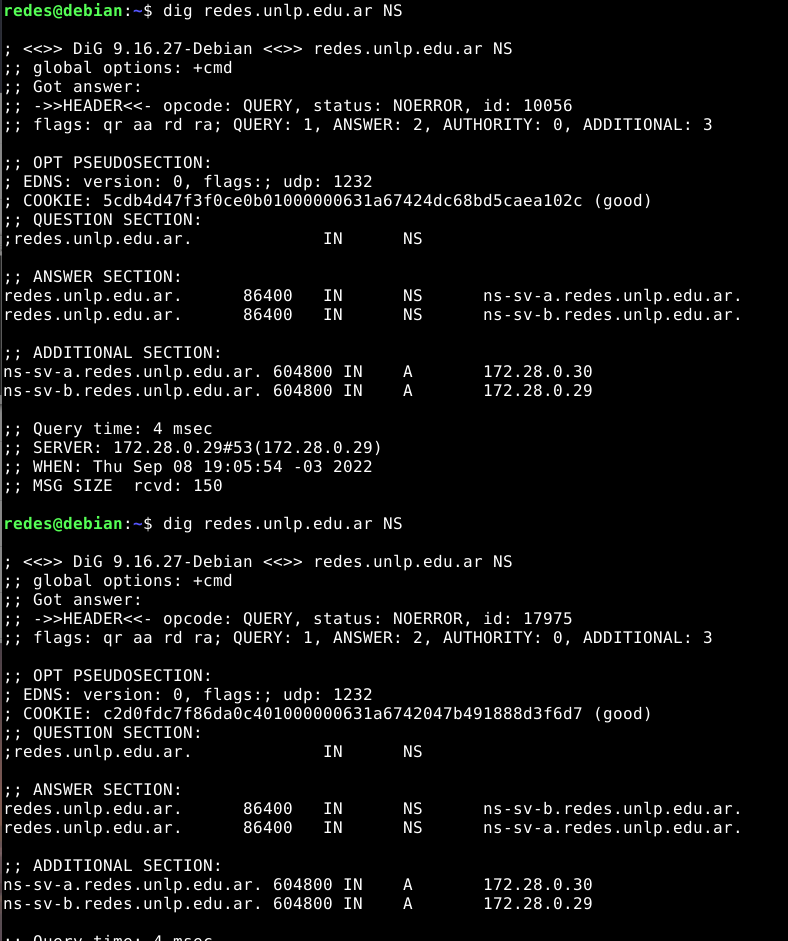 redes@debian:~$ dig redes.unlp.edu.ar NS
; <<>> DiG 9.16.27-Debian <<>> redes.unlp.edu.ar NS
;; global options: +cmd
;; Got answer:
;; ->>HEADER<<- opcode: QUERY, status: NOERROR, id: 10056
;; flags: qr aa rd ra; QUERY: 1, ANSWER: 2, AUTHORITY: 0, ADDITIONAL: 3
;; OPT PSEUDOSECTION:
; EDNS: version: 0, flags:; udp: 1232
; COOKIE: 5cdb4d47f3f0ce0b01000000631a67424dc68bd5caea102c (good)
;; QUESTION SECTION:
;redes.unlp.edu.ar. IN NS
;; ANSWER SECTION:
redes.unlp.edu.ar. 86400 IN NS ns-sv-a.redes.unlp.edu.ar.
redes.unlp.edu.ar. 86400 IN NS ns-sv-b.redes.unlp.edu.ar.
;; ADDITIONAL SECTION:
ns-sv-a.redes.unlp.edu.ar. 604800 IN A 172.28.0.30
ns-sv-b.redes.unlp.edu.ar. 604800 IN A 172.28.0.29
;; Query time: 4 msec
;; SERVER: 172.28.0.29#53(172.28.0.29)
;; WHEN: Thu Sep 08 19:05:54 -03 2022
;; MSG SIZE rcvd: 150
redes@debian:~$ dig redes.unlp.edu.ar NS
; <<>> DiG 9.16.27-Debian <<>> redes.unlp.edu.ar NS
;; global options: +cmd
;; Got answer:
;; ->>HEADER<<- opcode: QUERY, status: NOERROR, id: 17975
;; flags: qr aa rd ra; QUERY: 1, ANSWER: 2, AUTHORITY: 0, ADDITIONAL: 3
;; OPT PSEUDOSECTION:
; EDNS: version: 0, flags:; udp: 1232
; COOKIE: c2d0fdc7f86da0c401000000631a6742047b491888d3f6d7 (good)
;; QUESTION SECTION:
;redes.unlp.edu.ar. IN NS
;; ANSWER SECTION:
redes.unlp.edu.ar. 86400 IN NS ns-sv-b.redes.unlp.edu.ar.
redes.unlp.edu.ar. 86400 IN NS ns-sv-a.redes.unlp.edu.ar.
;; ADDITIONAL SECTION:
ns-sv-a.redes.unlp.edu.ar. 604800 IN A 172.28.0.30
ns-sv-b.redes.unlp.edu.ar. 604800 IN A 172.28.0.29
;; Query time: 4 msec